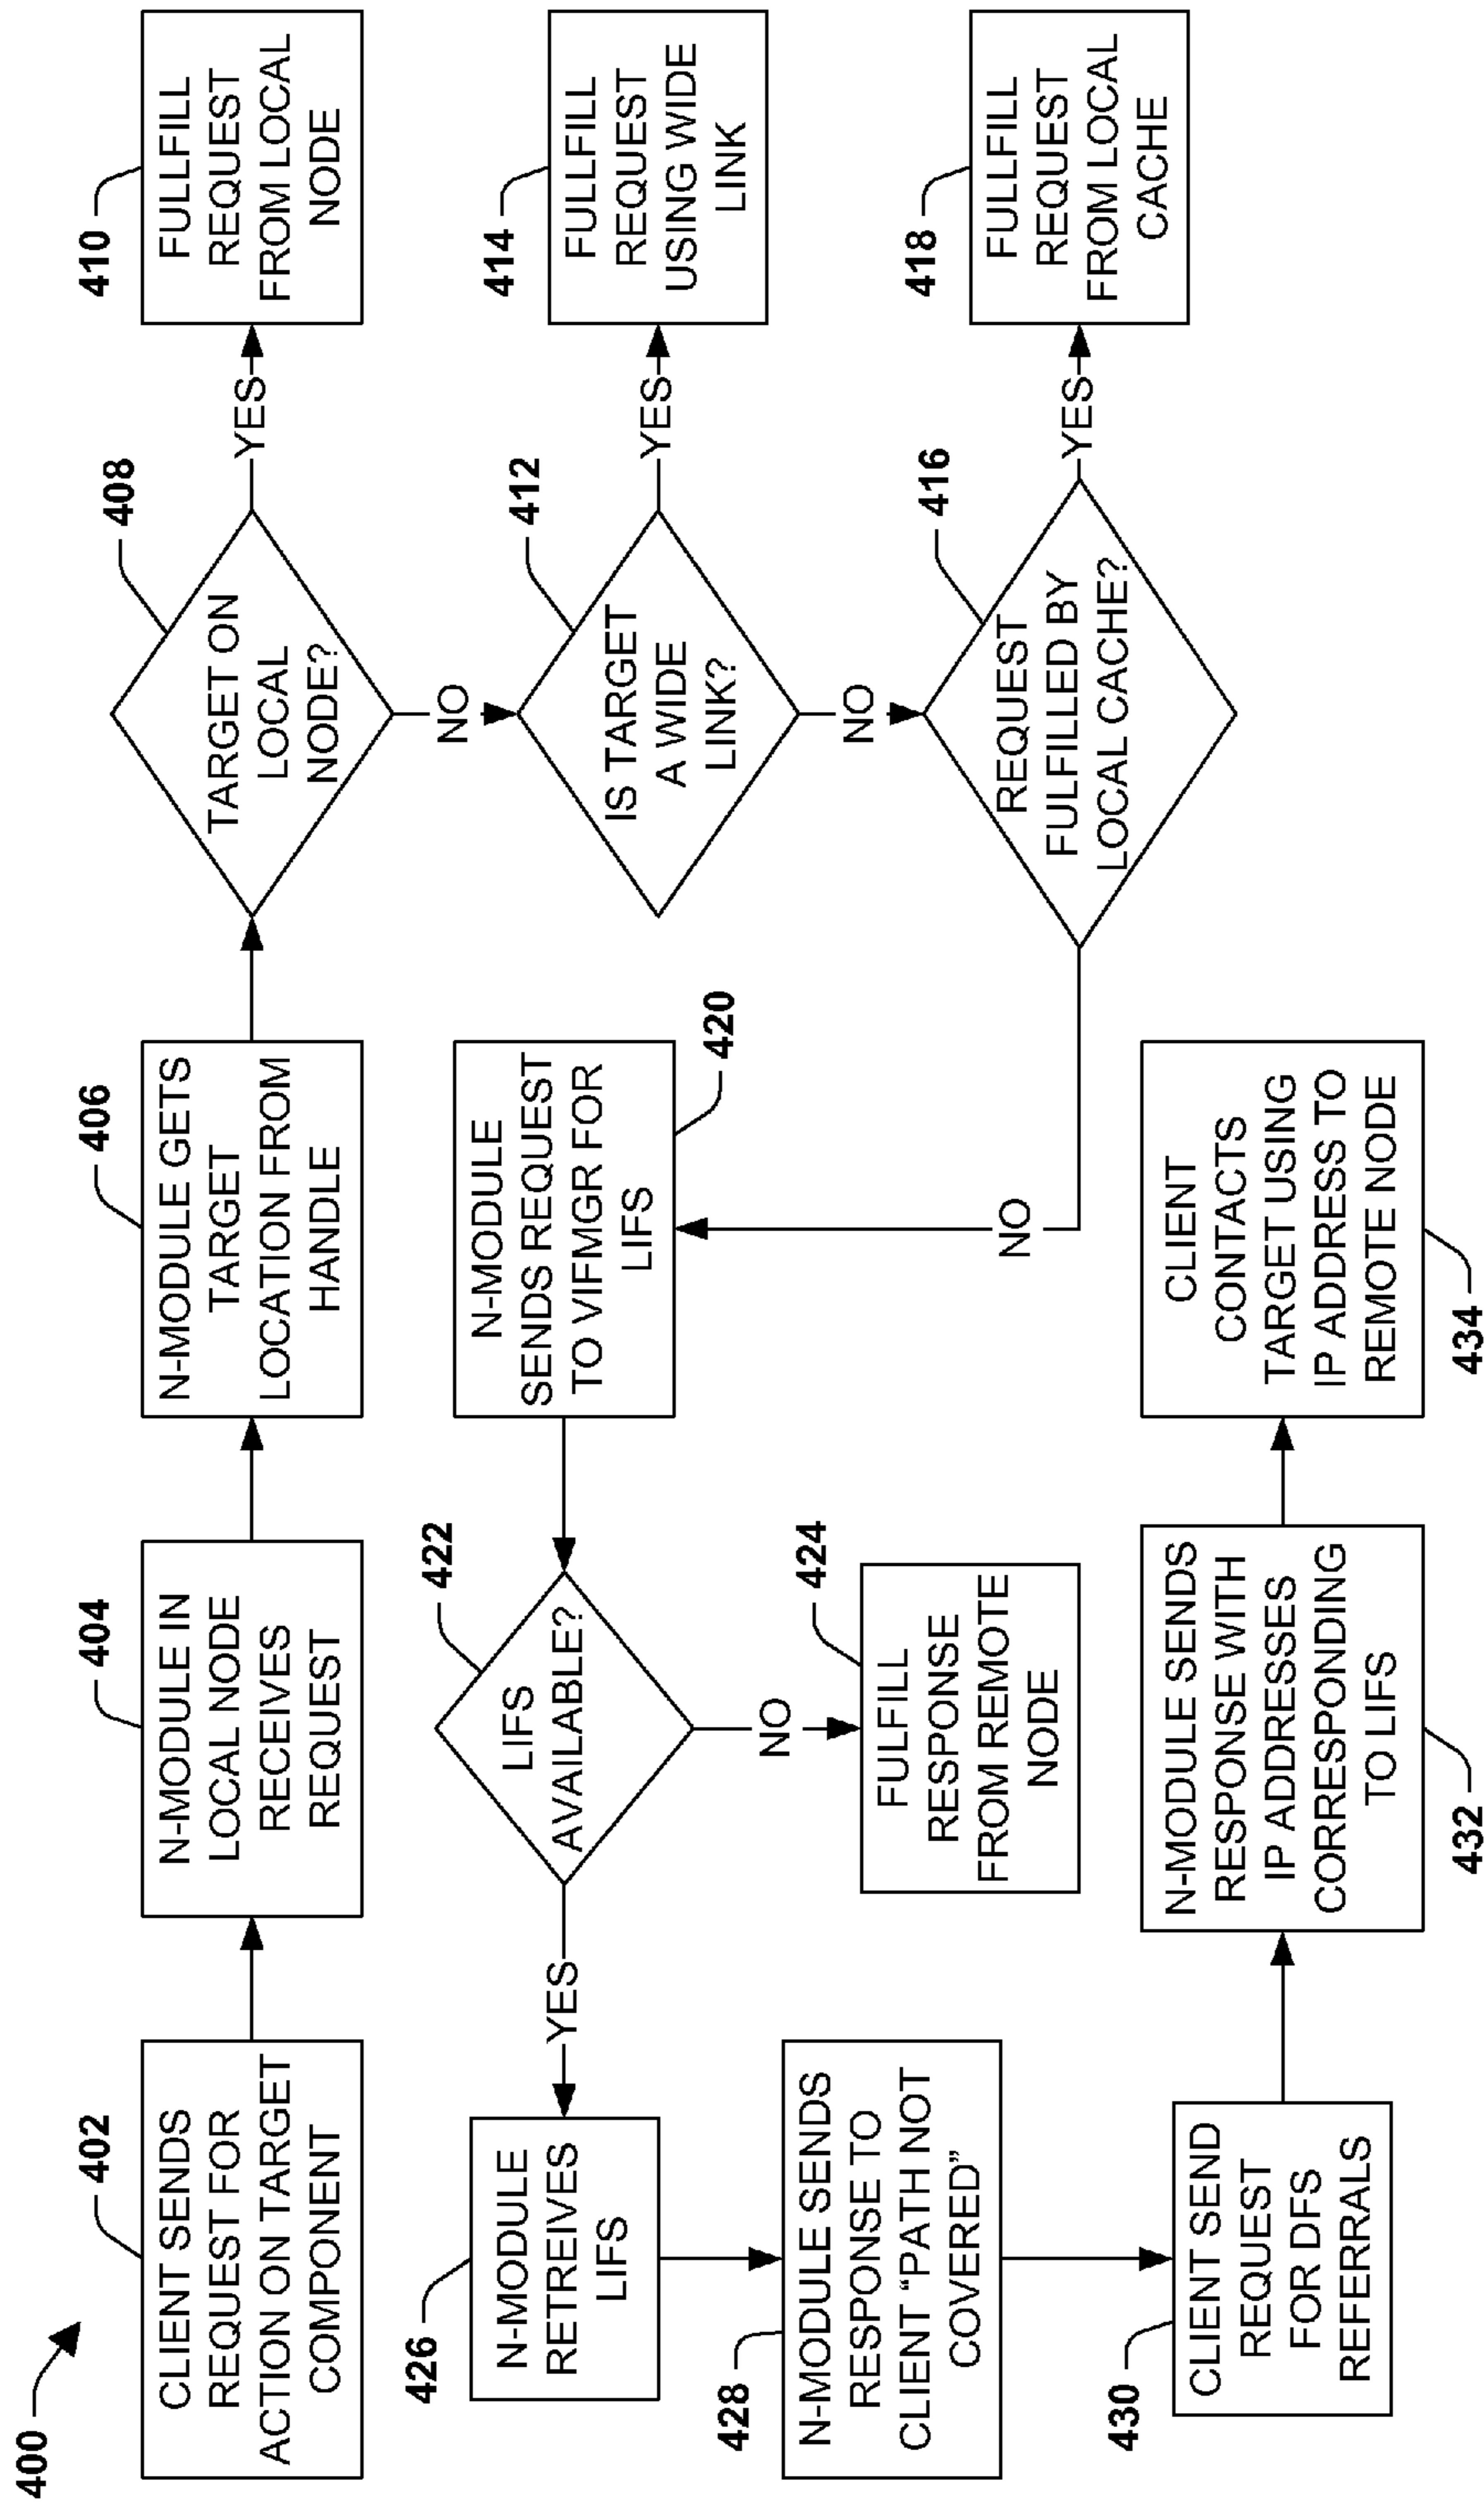 400
402
CLIENT SENDS
REQUEST FOR
ACTION ON TARGET
COMPONENT
404
N-MODULE IN
LOCAL NODE
RECEIVES
REQUEST
406
N-MODULE GETS
TARGET
LOCATION FROM
HANDLE
408
TARGET ON
LOCAL
NODE?
YES
410
FULLFILL
REQUEST
FROM LOCAL
NODE
NO
412
IS TARGET
A WIDE
LINK?
YES
414
FULLFILL
REQUEST
USING WIDE
LINK
NO
416
REQUEST
FULFILLED BY
LOCAL CACHE?
YES
418
FULLFILL
REQUEST
FROM LOCAL
CACHE
NO
420
N-MODULE
SENDS REQUEST
TO VIFMGR FOR
LIFS
422
LIFS
AVAILABLE?
NO
424
FULFILL
RESPONSE
FROM REMOTE
NODE
YES
426
N-MODULE
RETREIVES
LIFS
428
N-MODULE SENDS
RESPONSE TO
CLIENT “PATH NOT
COVERED”
430
CLIENT SEND
REQUEST
FOR DFS
REFERRALS
432
N-MODULE SENDS
RESPONSE WITH
IP ADDRESSES
CORRESPONDING
TO LIFS
434
CLIENT
CONTACTS
TARGET USING
IP ADDRESS TO
REMOTE NODE